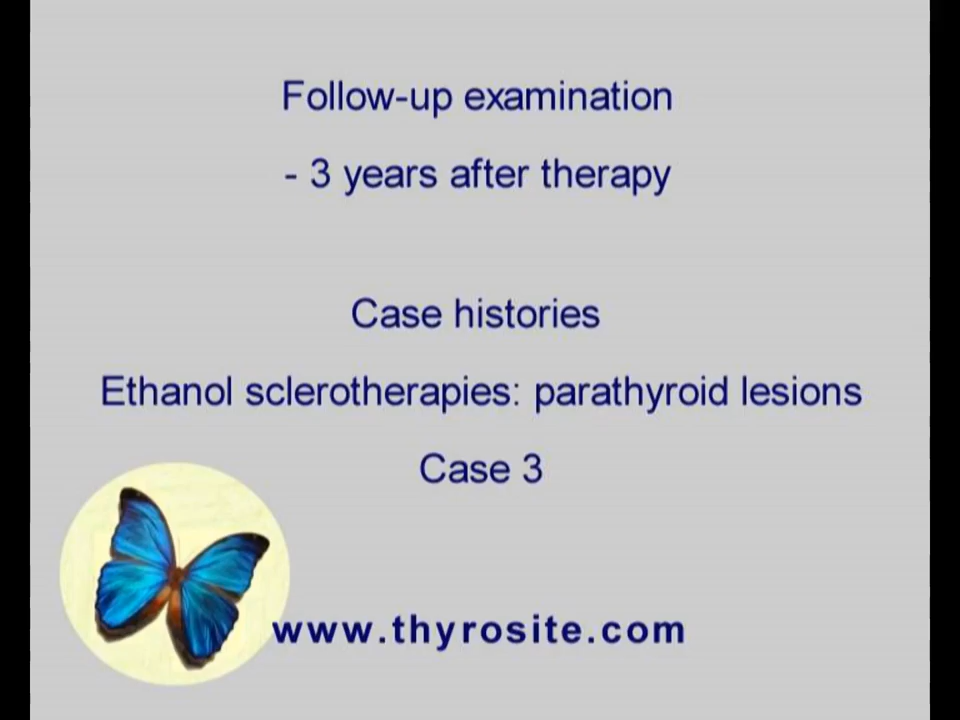 Follow-up examination
- 3 years after therapy
Case histories
Ethanol sclerotherapies: parathyroid lesions
Case 3
www.thyrosite.com